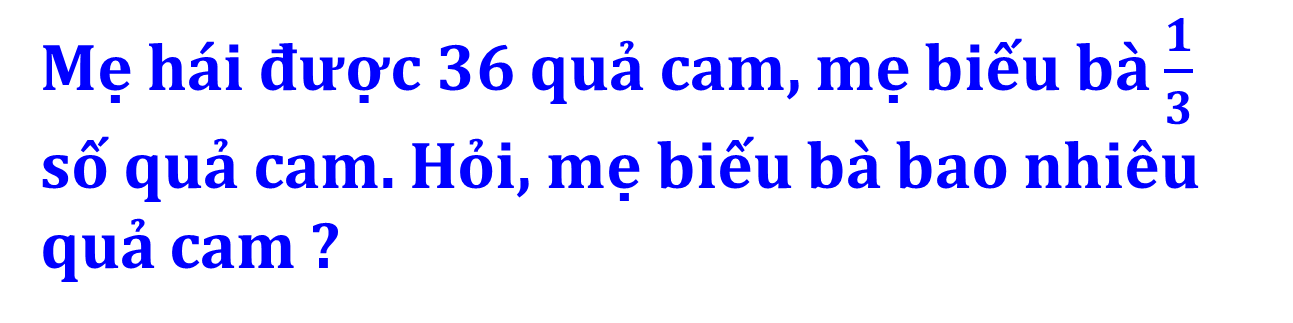 Mẹ hái được 36 quả cam, mẹ biếu bà 1/3
số quả cam. Hỏi, mẹ biếu bà bao nhiêu
quả cam ?